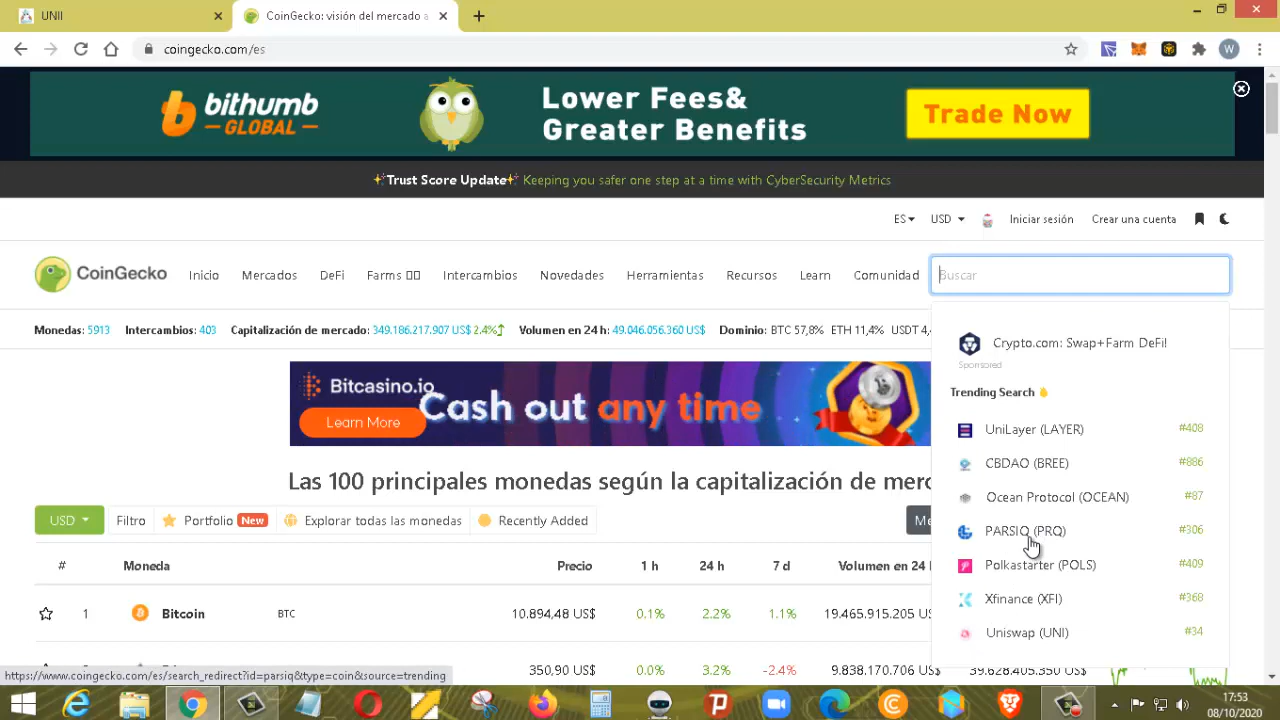 UNII
CoinGecko: visión del mercado a
coingecko.com/es
W
bithumb
GLOBAL
Lower Fees&
Greater Benefits
Trade Now
Trust Score Update Keeping you safer one step at a time with CyberSecurity Metrics
ES USD Iniciar sesión Crear una cuenta
CoinGecko Inicio Mercados DeFi Farms Intercambios Novedades Herramientas Recursos Learn Comunidad Buscar
Monedas: 5913 Intercambios: 403 Capitalización de mercado: 349.186.217.907 US$ 2.4% Volumen en 24 h: 49.046.056.360 US$ Dominio: BTC 57,8% ETH 11,4% USDT 4,
Crypto.com: Swap+Farm DeFi!
Sponsored
Trending Search
UniLayer (LAYER) #408
CBDAO (BREE) #886
Ocean Protocol (OCEAN) #87
PARSIQ (PRQ) #306
Polkastarter (POLS) #409
Xfinance (XFI) #368
Uniswap (UNI) #34
Bitcasino.io
Learn More
Cash out any time
Las 100 principales monedas según la capitalización de mer
USD Filtro Portfolio New Explorar todas las monedas Recently Added Me
# Moneda Precio 1 h 24 h 7 d Volumen en 24
1 Bitcoin BTC 10.894,48 US$ 0.1% 2.2% 1.1% 19.465.915.205 U
350,90 US$ 0.0% 3.2% -2.4% 9.838.170.706 39.628.405.350 US$
https://www.coingecko.com/es/search_redirect?id=parsiq&type=coin&source=trending
17:53
08/10/2020